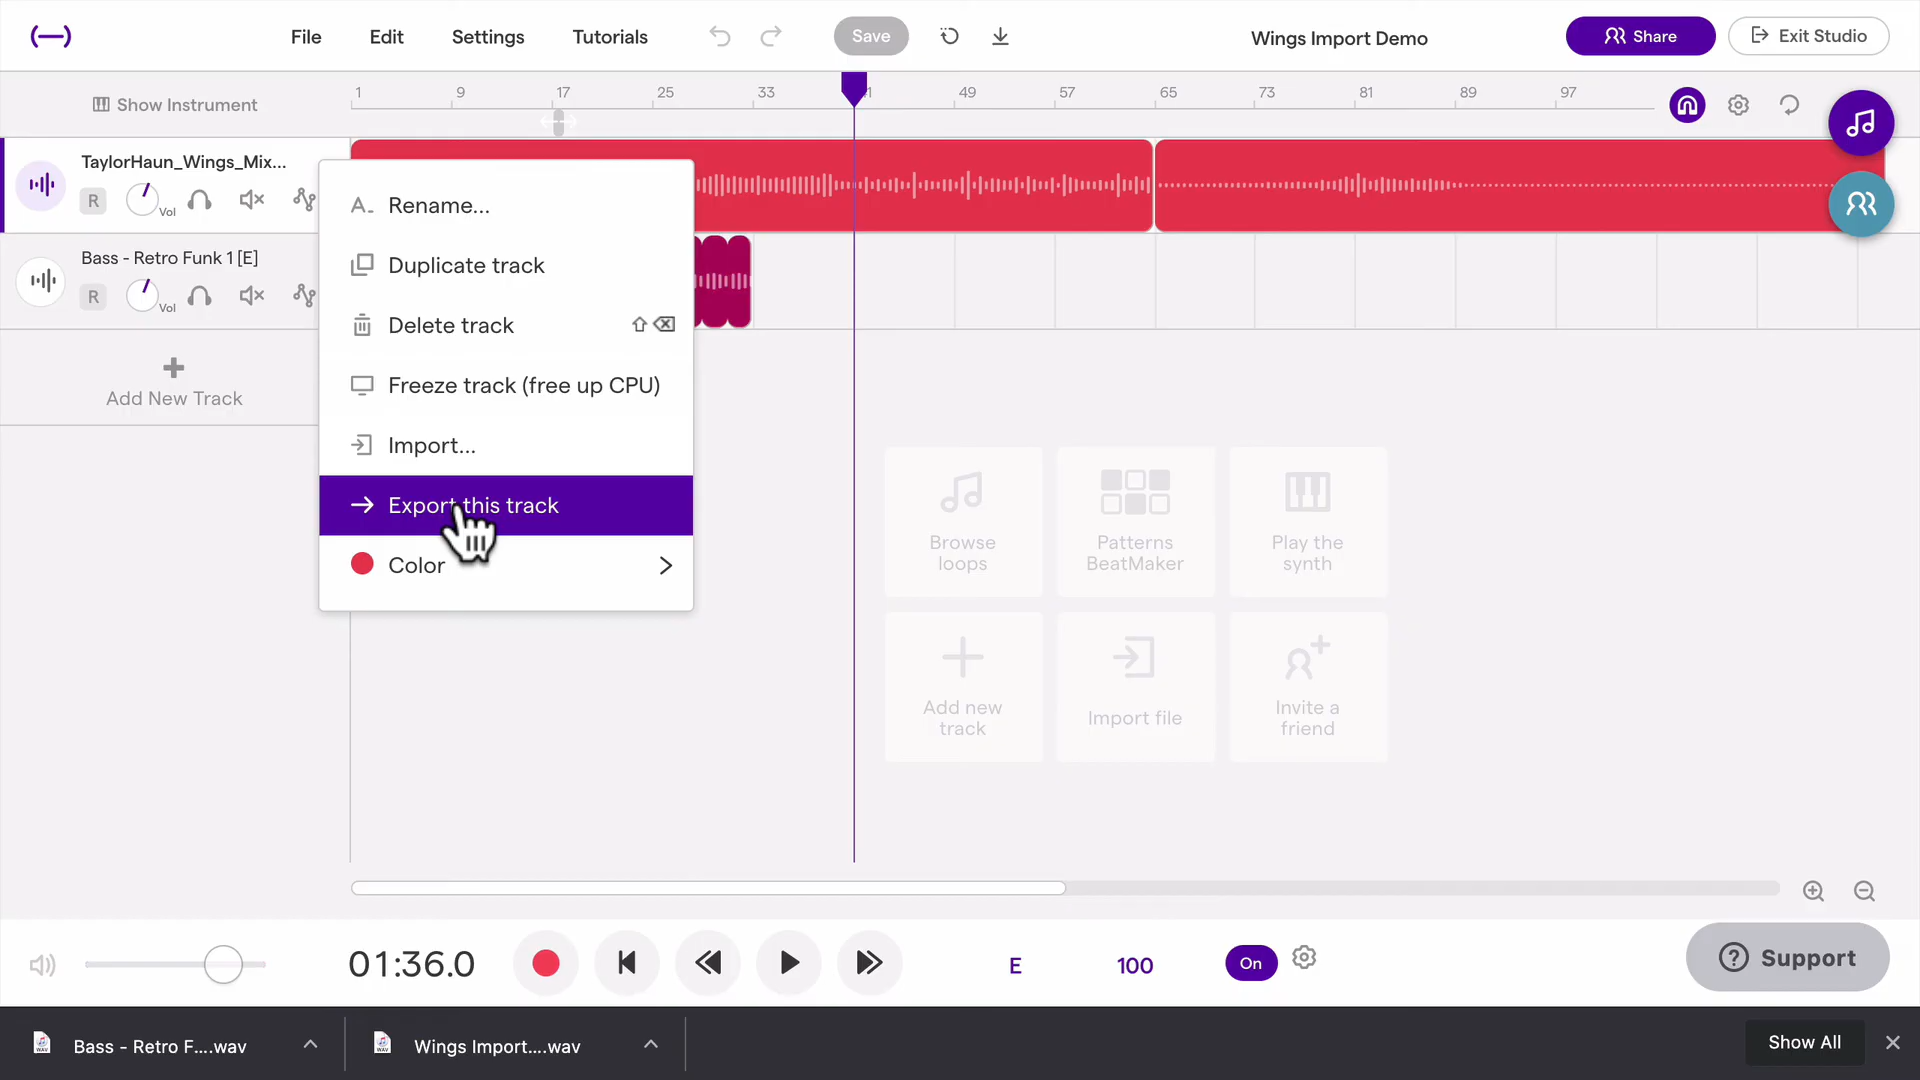 File Edit Settings Tutorials Save Wings Import Demo Share Exit Studio
Show Instrument
1 9 17 25 33 49 57 65 73 81 89 97
TaylorHaun_Wings_Mix...
R Vol
Bass - Retro Funk 1 [E]
R Vol
Add New Track
Rename...
Duplicate track
Delete track
Freeze track (free up CPU)
Import...
Export this track
Color
Browse
loops
Patterns
BeatMaker
Play the
synth
Add new
track
Import file
Invite a
friend
01:36.0 E 100 On
Support
Bass - Retro F....wav Wings Import....wav Show All